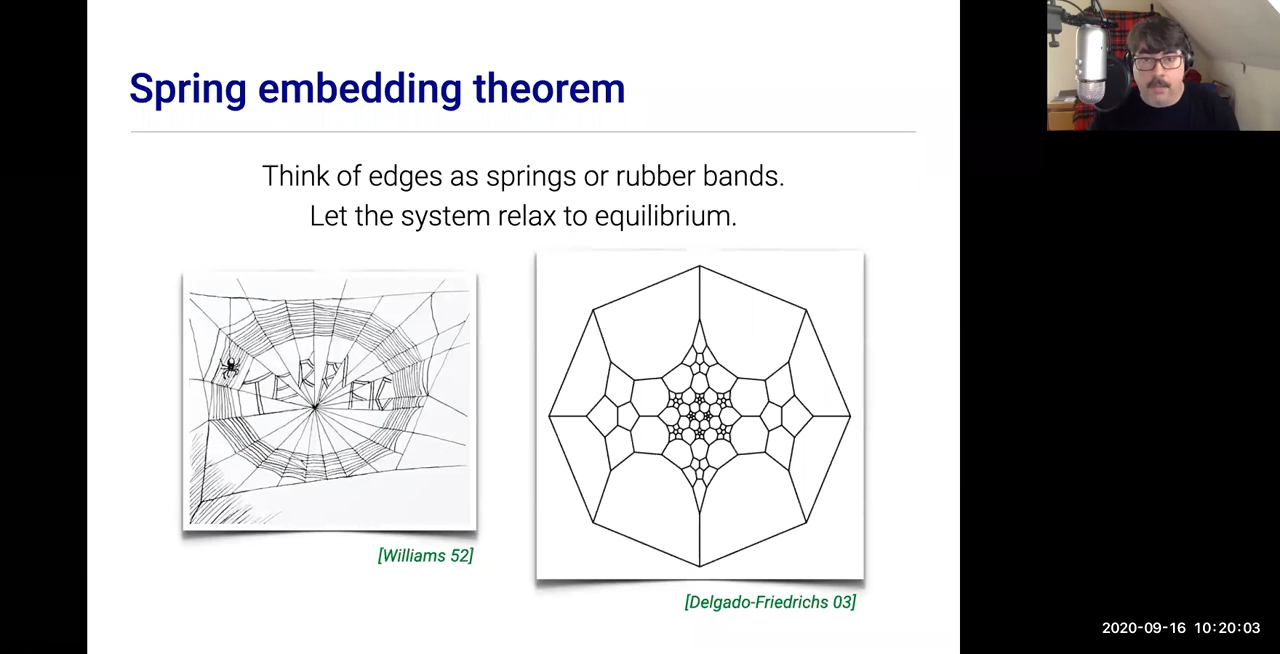 Spring embedding theorem
Think of edges as springs or rubber bands.
Let the system relax to equilibrium.
TERRIFIC
[Williams 52]
[Delgado-Friedrichs 03]
2020-09-16 10:20:03